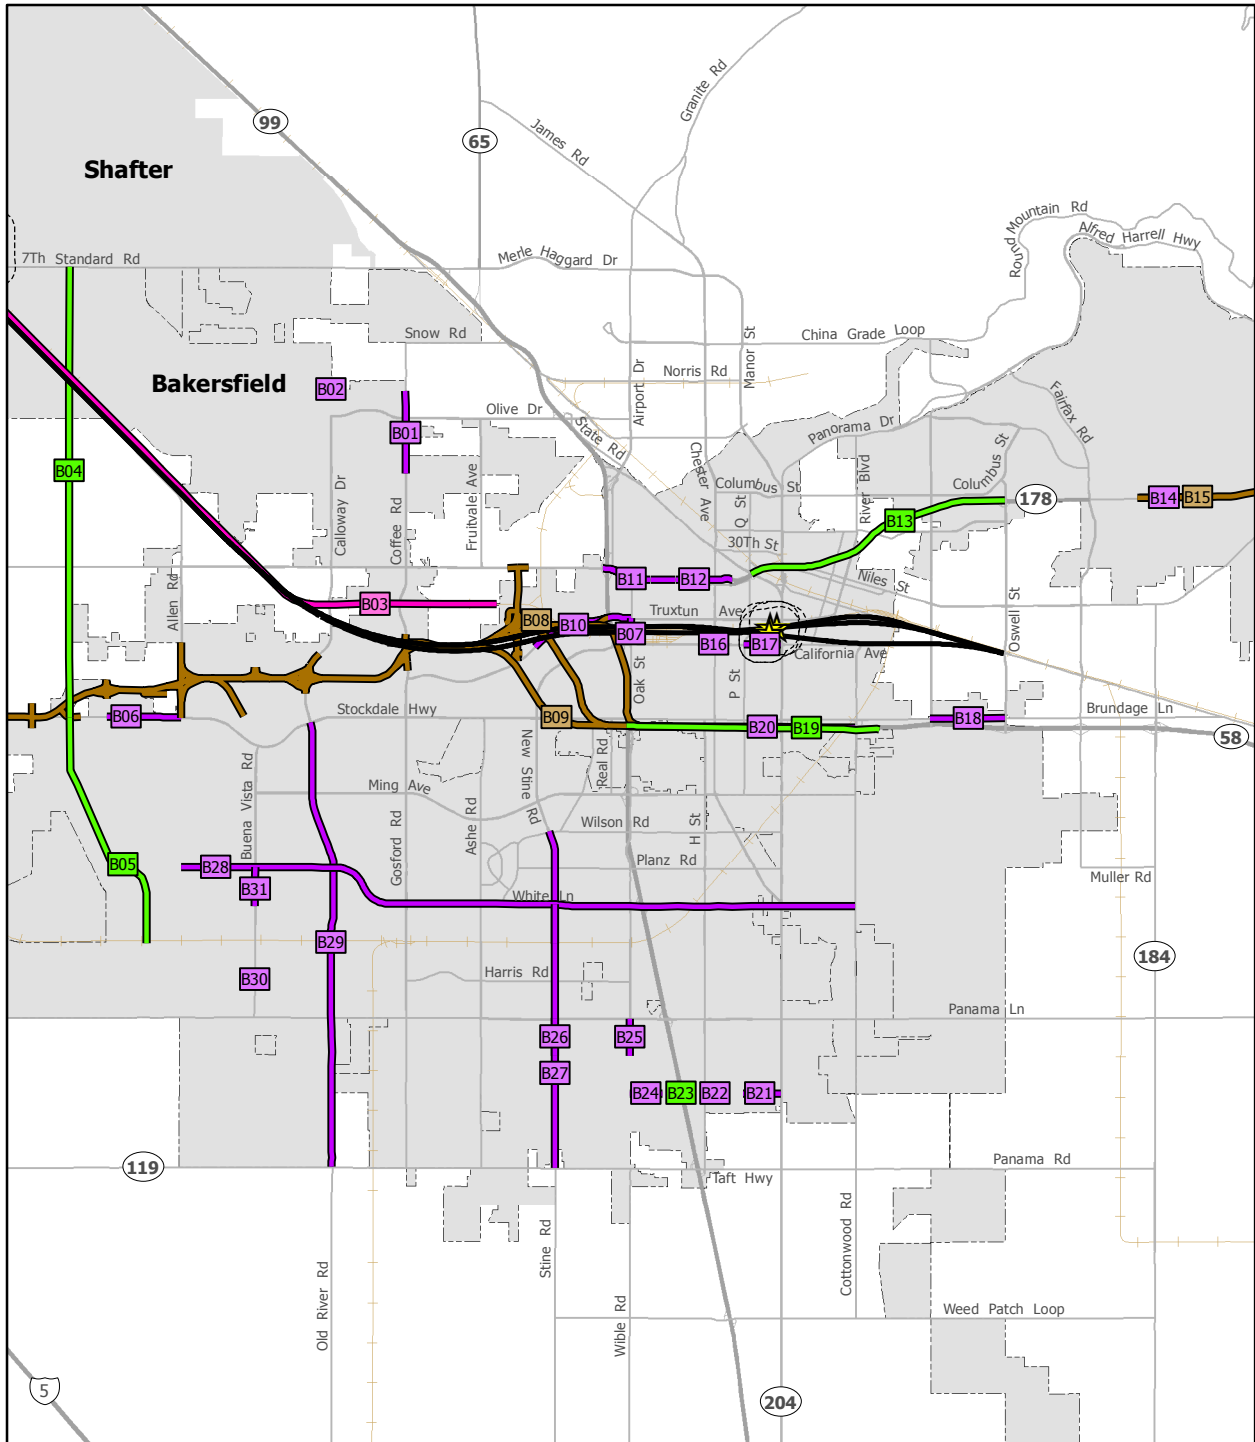 99
65
James Rd
Granite Rd
Shafter
Round Mountain Rd
Alfred Harrell Hwy
7Th Standard Rd
Merle Haggard Dr
Snow Rd
China Grade Loop
Airport Dr
Manor St
Norris Rd
Bakersfield
B02
Fairfax Rd
Olive Dr
B01
State Rd
Panorama Dr
Chester Ave
River Blvd
Columbus St
B04
Calloway Dr
Coffee Rd
Fruitvale Ave
Columbus St
Q St
178
B14
B15
B13
30Th St
Niles St
B11
B12
Allen Rd
B03
Truxtun Ave
Oswell St
B08
B10
B07
B16
B17
California Ave
Oak St
P St
B06
Stockdale Hwy
B09
B20
B19
B18
Brundage Ln
58
New Stine Rd
Real Rd
Buena Vista Rd
Ming Ave
Gosford Rd
Ashe Rd
Wilson Rd
H St
B05
B28
Planz Rd
Muller Rd
B31
White Ln
B29
184
B30
Harris Rd
Panama Ln
B26
B25
B27
B24
B23
B22
B21
119
Panama Rd
Taft Hwy
Old River Rd
Stine Rd
Wible Rd
Cottonwood Rd
Weed Patch Loop
5
204